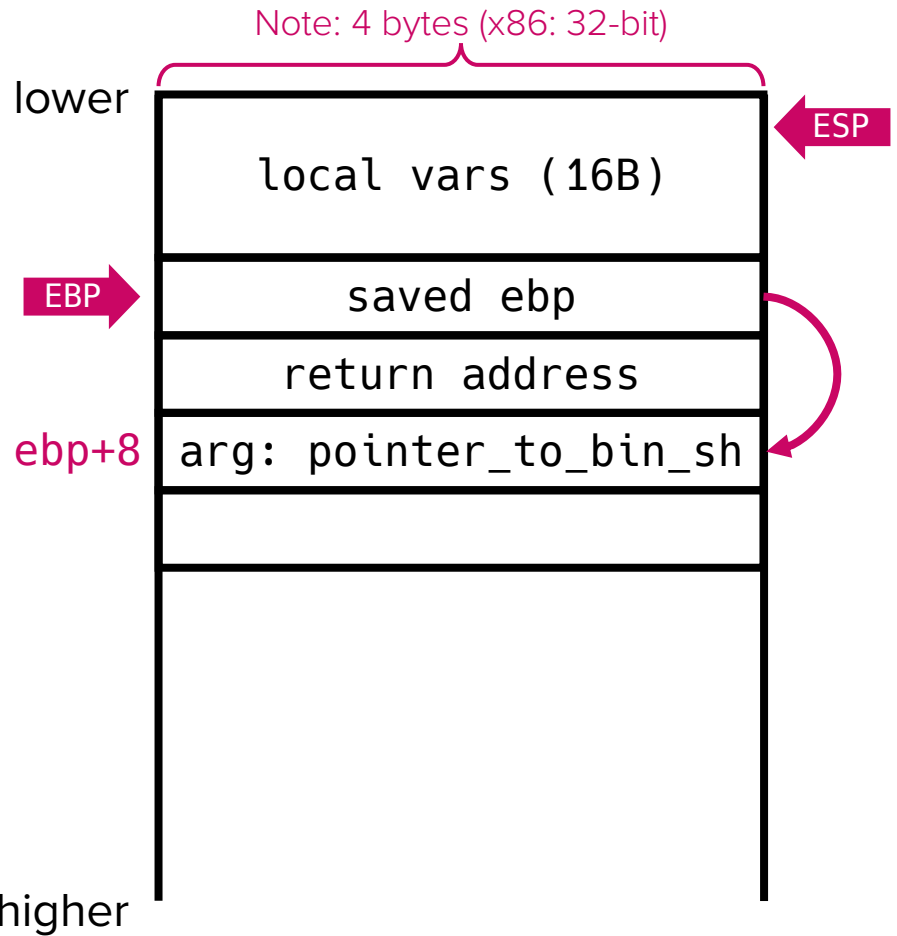 Note: 4 bytes (x86: 32-bit)
lower
ESP
local vars (16B)
EBP
saved ebp
return address
ebp+8
arg: pointer_to_bin_sh
higher